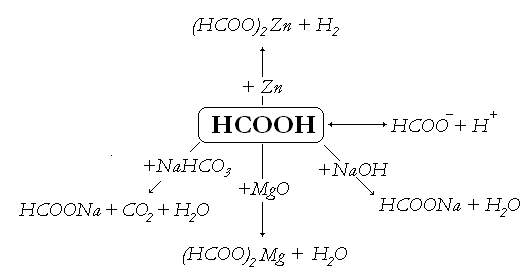 (HCOO)₂Zn + H₂
+ Zn
HCOOH
HCOO⁻ + H⁺
+NaHCO₃
+MgO
+NaOH
HCOONa + CO₂ + H₂O
HCOONa + H₂O
(HCOO)₂Mg + H₂O